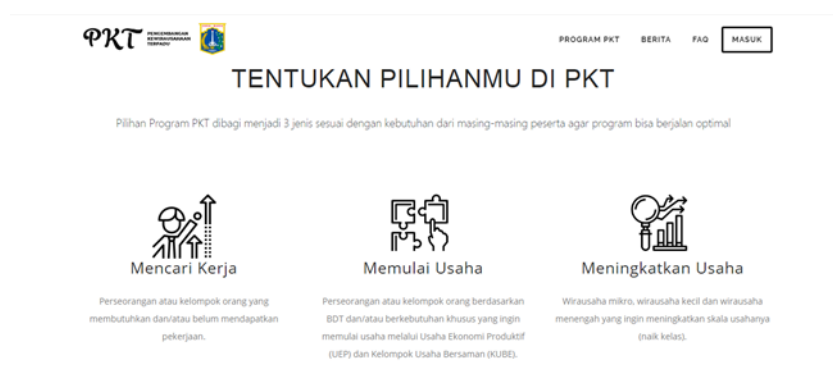 PKT
PENGEMBANGAN
KEWIRAUSAHAAN
TERPADU
PROGRAM PKT
BERITA
FAQ
MASUK
TENTUKAN PILIHANMU DI PKT
Pilihan Program PKT dibagi menjadi 3 jenis sesuai dengan kebutuhan dari masing-masing peserta agar program bisa berjalan optimal
Mencari Kerja
Perseorangan atau kelompok orang yang
membutuhkan dan/atau belum mendapatkan
pekerjaan.
Memulai Usaha
Perseorangan atau kelompok orang berdasarkan
BDT dan/atau berkebutuhan khusus yang ingin
memulai usaha melalui Usaha Ekonomi Produktif
(UEP) dan Kelompok Usaha Bersaman (KUBE).
Meningkatkan Usaha
Wirausaha mikro, wirausaha kecil dan wirausaha
menengah yang ingin meningkatkan skala usahanya
(naik kelas).